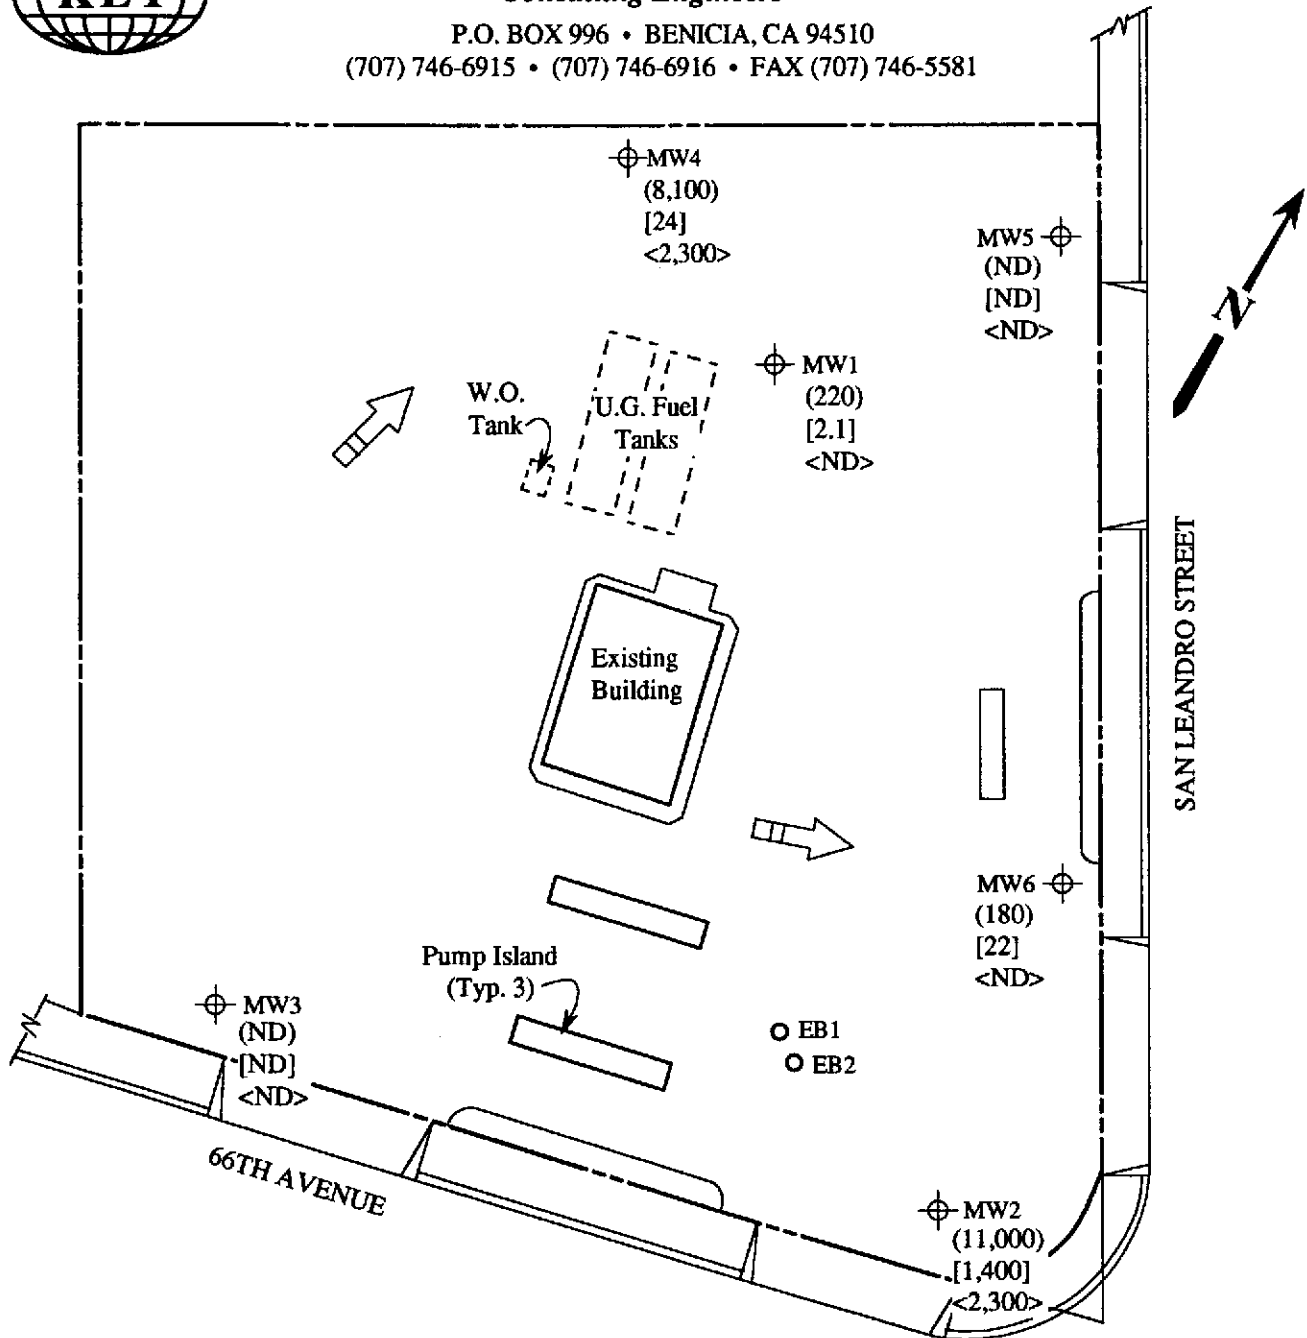 P.O. BOX 996 • BENICIA, CA 94510
(707) 746-6915 • (707) 746-6916 • FAX (707) 746-5581
MW4
(8,100)
[24]
<2,300>
MW5
(ND)
[ND]
<ND>
N
MW1
(220)
[2.1]
<ND>
W.O.
Tank
U.G. Fuel
Tanks
SAN LEANDRO STREET
Existing
Building
MW6
(180)
[22]
<ND>
Pump Island
(Typ. 3)
MW3
(ND)
[ND]
<ND>
EB1
EB2
66TH AVENUE
MW2
(11,000)
[1,400]
<2,300>